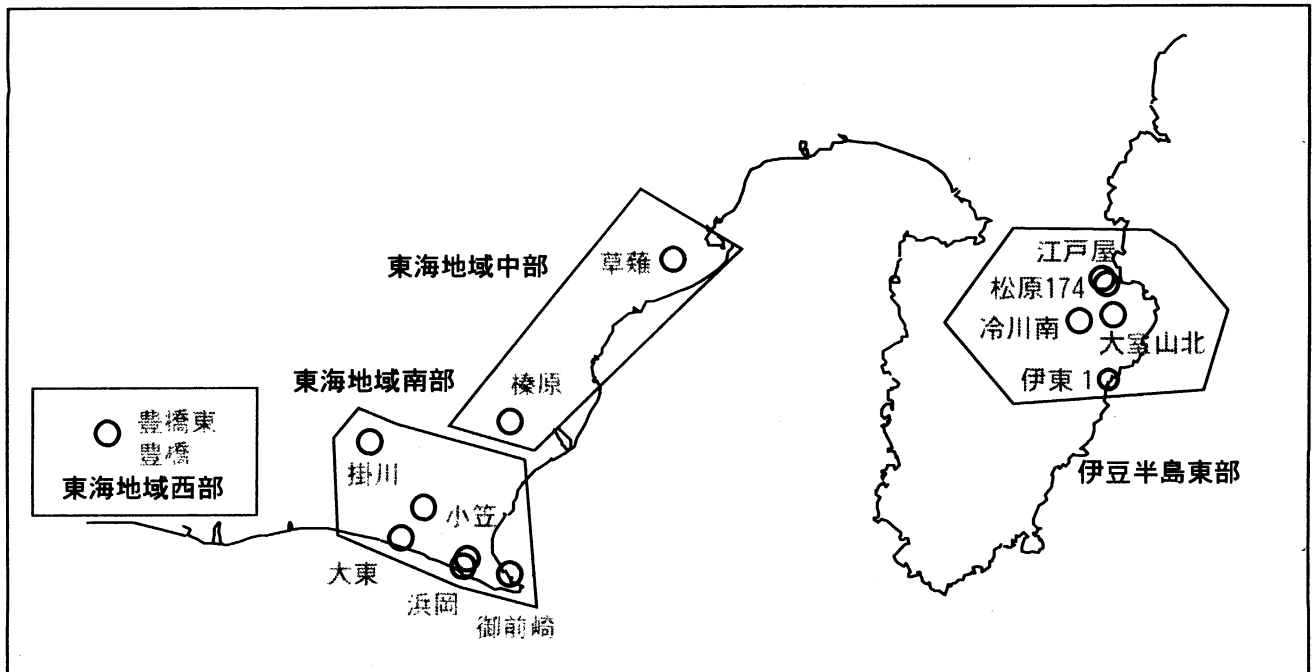 江戸屋
松原174
冷川南
大室山北
伊東1
伊豆半島東部
東海地域中部
草薙
榛原
東海地域南部
掛川
小笠
大東
浜岡
御前崎
豊橋東
豊橋
東海地域西部